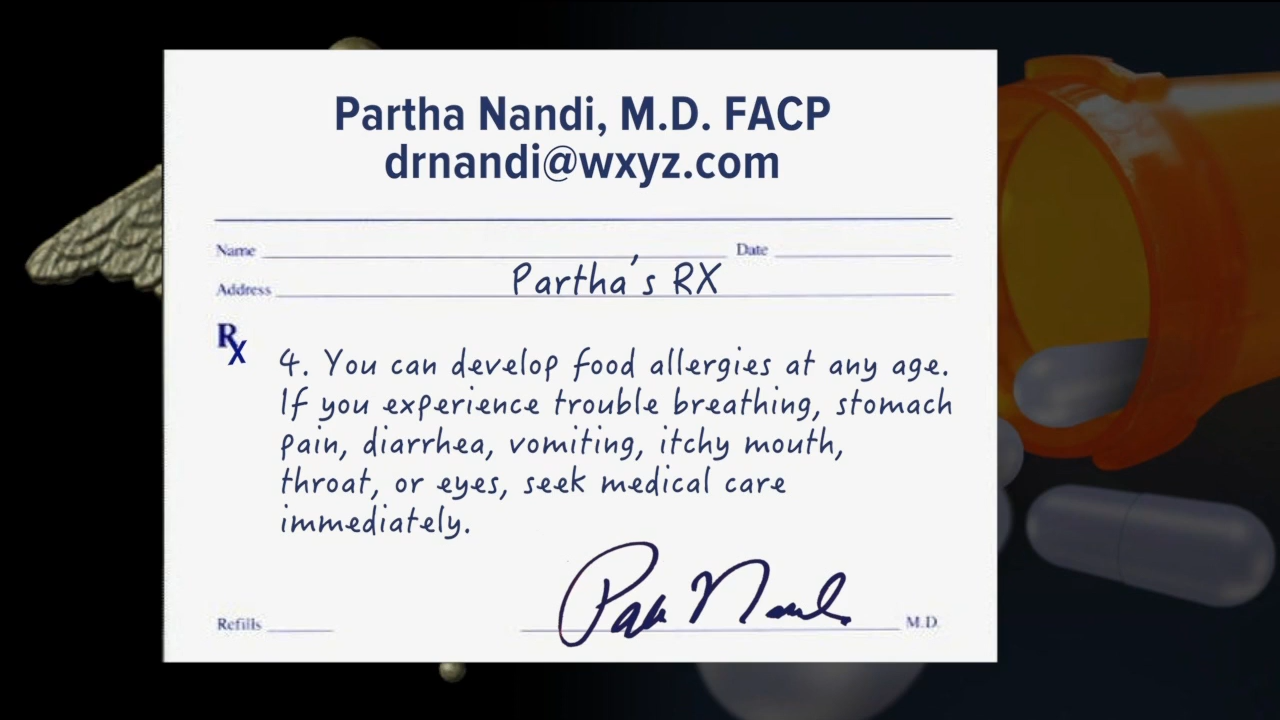 Partha Nandi, M.D. FACP
drnandi@wxyz.com
Name Date
Partha's RX
Address
Rx
4. You can develop food allergies at any age.
If you experience trouble breathing, stomach
pain, diarrhea, vomiting, itchy mouth,
throat, or eyes, seek medical care
immediately.
Refills M.D.